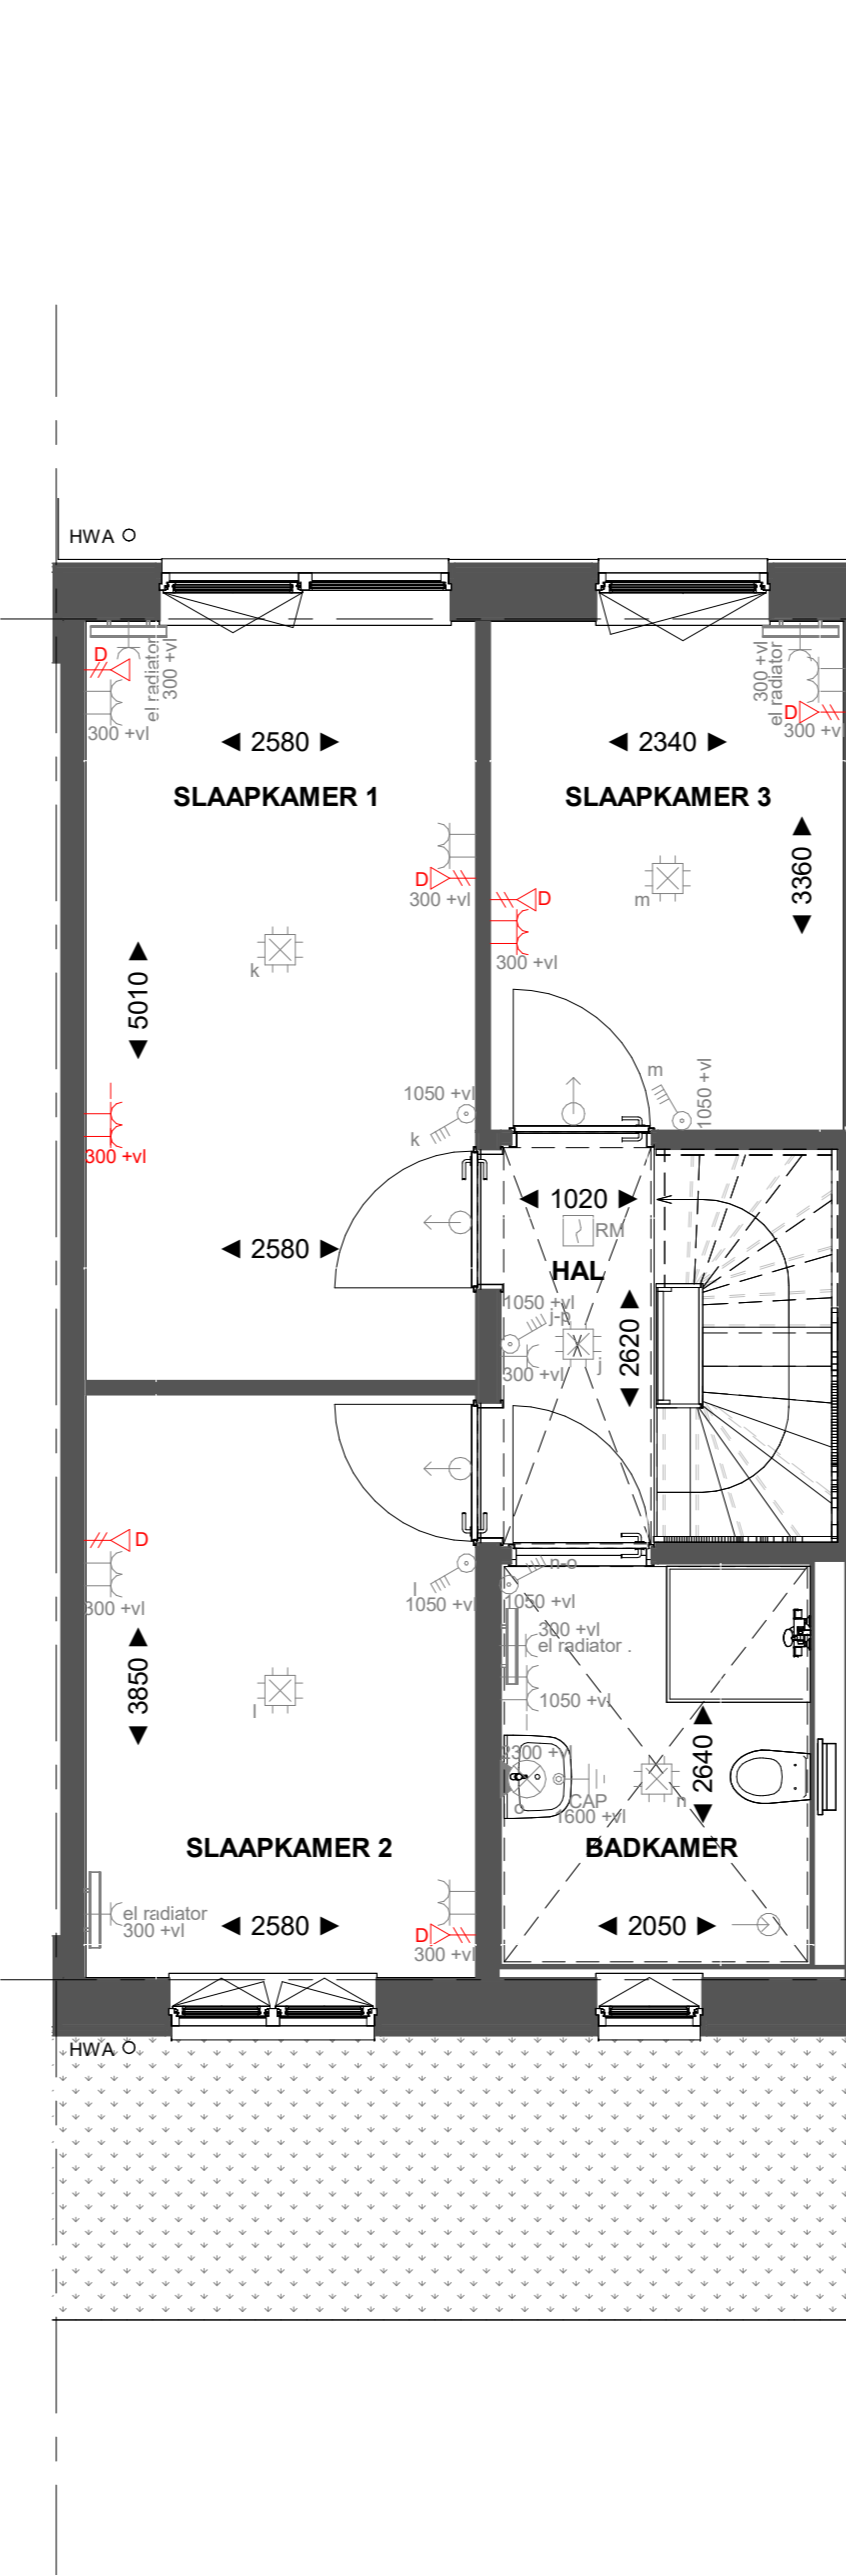 HWA
D
el radiator
300 +vl
300 +vl
300 +vl
el radiator
D
300 +vl
2580
2340
SLAAPKAMER 1
SLAAPKAMER 3
3360
D
300 +vl
m
D
300 +vl
k
5010
1050 +vl
k
m
1050 +vl
300 +vl
1020
RM
2580
HAL
1050 +vl
j-p
300 +vl
j
2620
D
300 +vl
l
1050 +vl
n-o
1050 +vl
300 +vl
el radiator .
1050 +vl
3850
l
2300 +vl
o
CAP
1600 +vl
n
2640
SLAAPKAMER 2
BADKAMER
el radiator
300 +vl
2580
D
300 +vl
2050
HWA